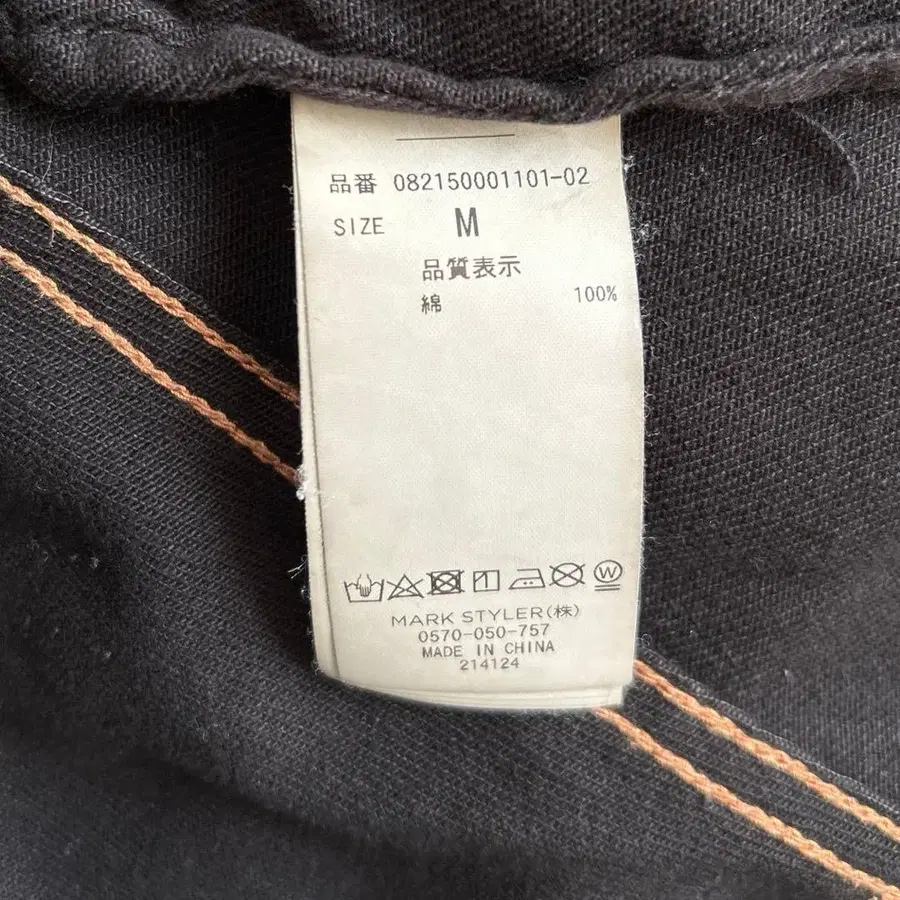 品番 082150001101-02
SIZE M
品質表示
綿 100%
W
MARK STYLER(株)
0570-050-757
MADE IN CHINA
214124